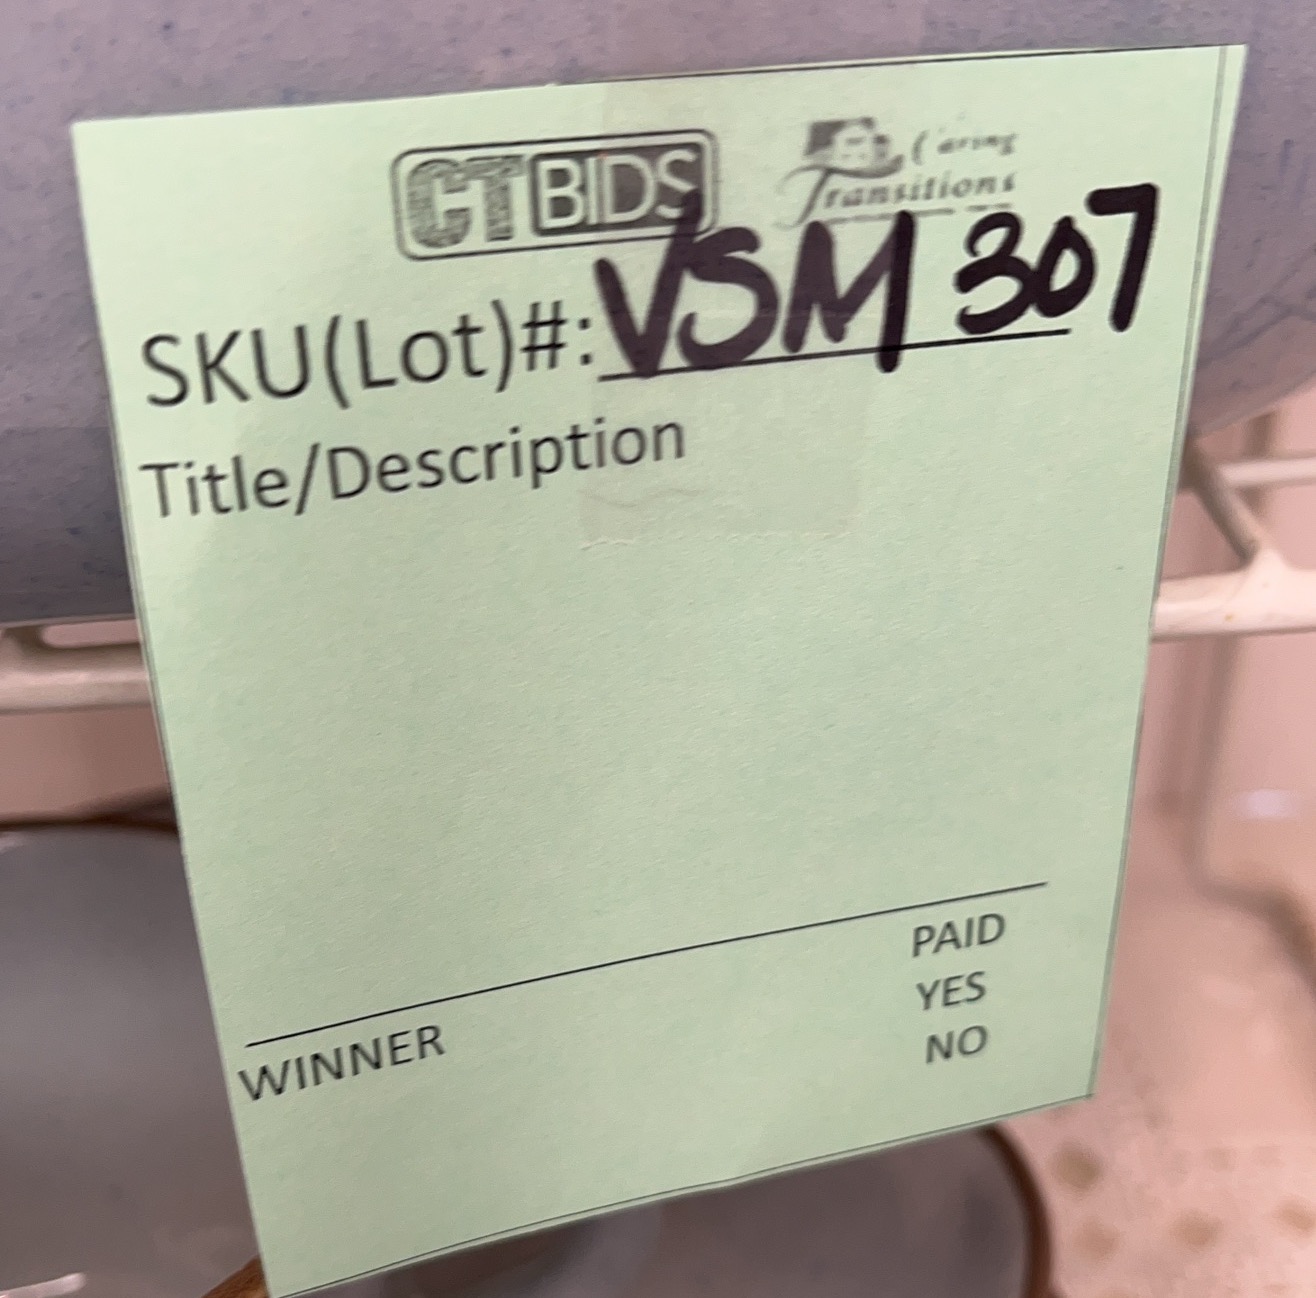 CTBIDS
Caring
Transitions
SKU(Lot)#: VSM 307
Title/Description
PAID
YES
NO
WINNER